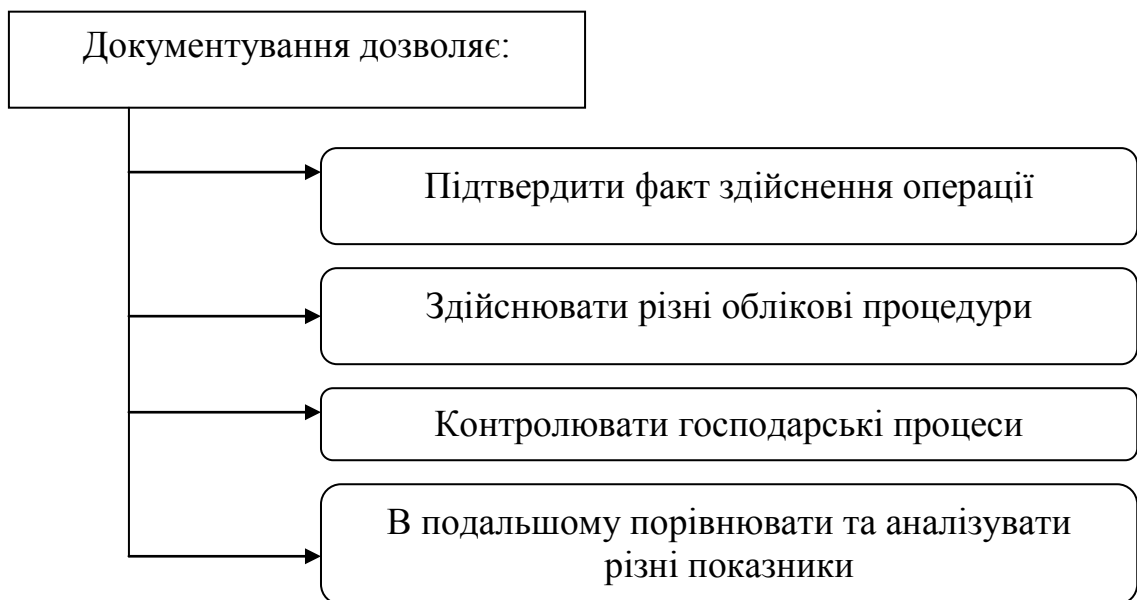 Документування дозволяє:
Підтвердити факт здійснення операції
Здійснювати різні облікові процедури
Контролювати господарські процеси
В подальшому порівнювати та аналізувати
різні показники